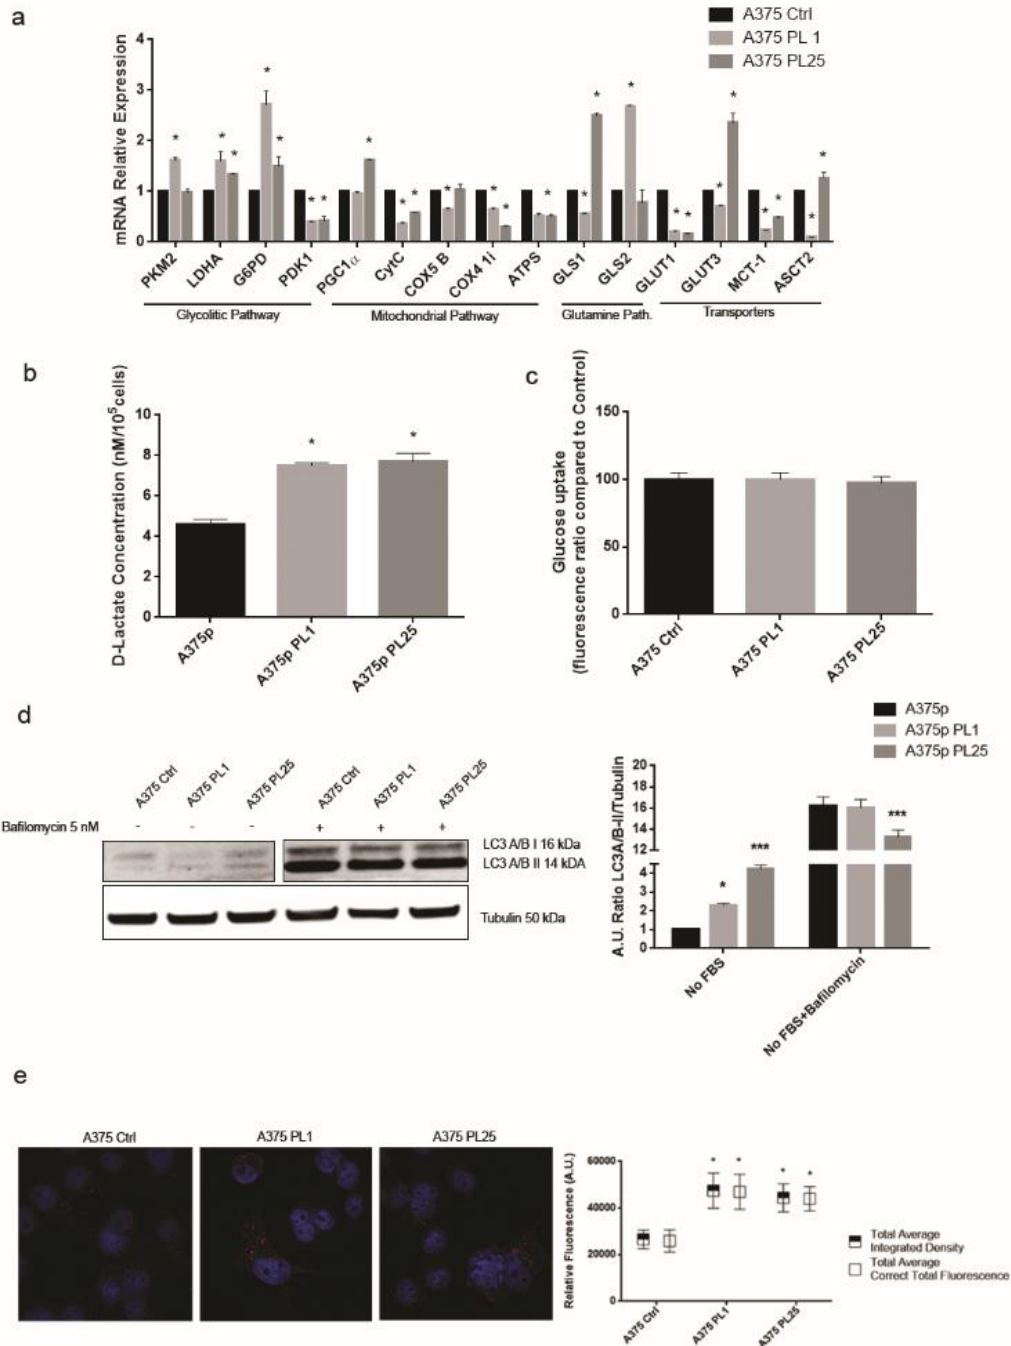 a
A375 Ctrl
A375 PL 1
A375 PL25
mRNA Relative Expression
4
3
2
1
0
* * * * * * * * * * * * * * * * * * * * * * * *
PKM2 LDHA G6PD PDK1 PGC1α CytC COX5 B COX4 1i ATPS GLS1 GLS2 GLUT1 GLUT3 MCT-1 ASCT2
Glycolitic Pathway Mitochondrial Pathway Glutamine Path. Transporters
b
D-Lactate Concentration (nM/10⁵cells)
10
8
6
4
2
0
* *
A375p A375p PL1 A375p PL25
c
Glucose uptake
(fluorescence ratio compared to Control)
150
100
50
0
A375 Ctrl A375 PL1 A375 PL25
d
A375 Ctrl A375 PL1 A375 PL25 A375 Ctrl A375 PL1 A375 PL25
Bafilomycin 5 nM - - - + + +
LC3 A/B I 16 kDa
LC3 A/B II 14 kDA
Tubulin 50 kDa
A375p
A375p PL1
A375p PL25
A.U. Ratio LC3A/B-II/Tubulin
20
18
16
14
12
4
3
2
1
0
* *** ***
No FBS No FBS+Bafilomycin
e
A375 Ctrl A375 PL1 A375 PL25
Relative Fluorescence (A.U.)
60000
40000
20000
0
* * * *
A375 Ctrl A375 PL1 A375 PL25
Total Average
Integrated Density
Total Average
Correct Total Fluorescence